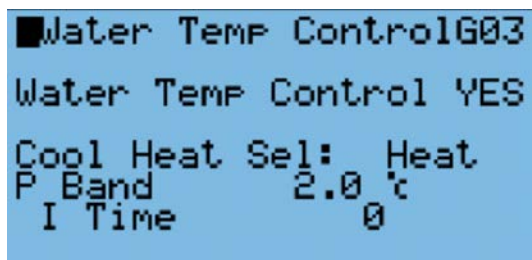 Water Temp ControlG03
Water Temp Control YES
Cool Heat Sel: Heat
P Band 2.0 ℃
I Time 0